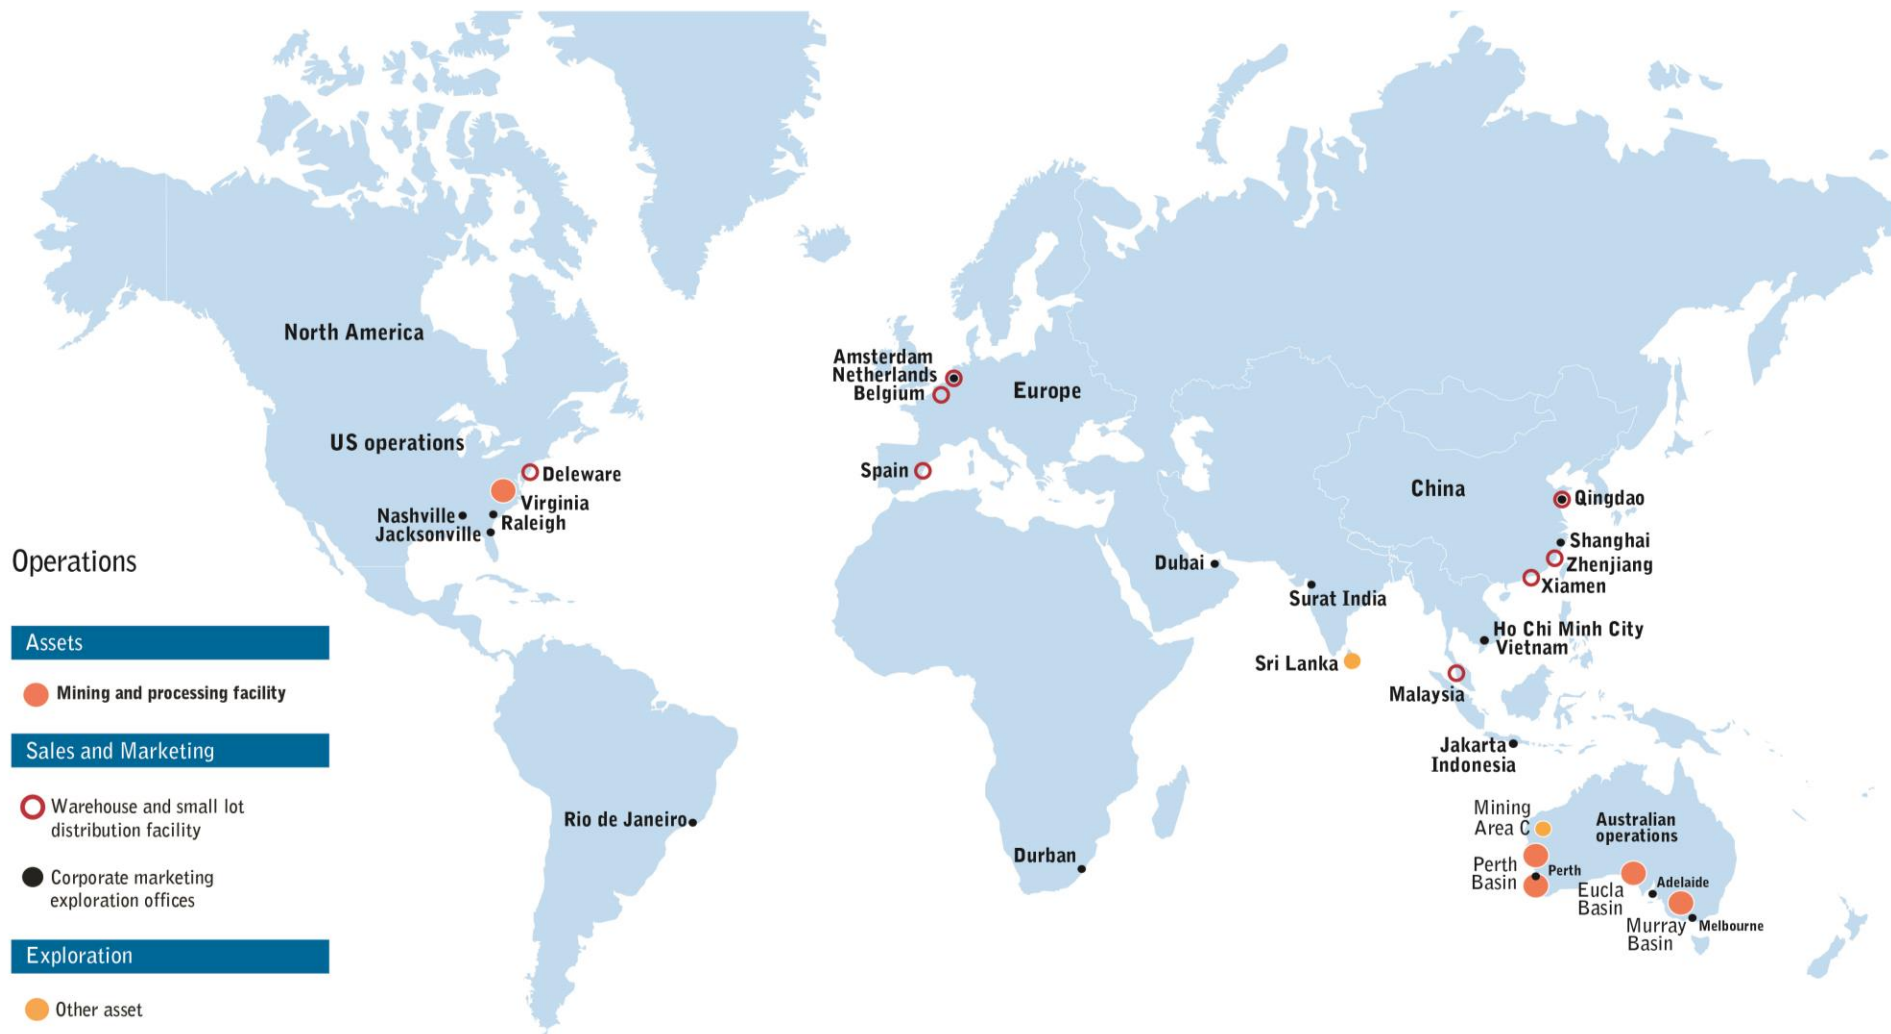 North America
US operations
Deleware
Virginia
Raleigh
Nashville
Jacksonville
Operations
Assets
Mining and processing facility
Sales and Marketing
Warehouse and small lot
distribution facility
Corporate marketing
exploration offices
Exploration
Other asset
Rio de Janeiro
Amsterdam
Netherlands
Belgium
Europe
Spain
Durban
Dubai
Surat India
Sri Lanka
China
Qingdao
Shanghai
Zhenjiang
Xiamen
Ho Chi Minh City
Vietnam
Malaysia
Jakarta
Indonesia
Mining
Area C
Australian
operations
Perth
Basin
Perth
Eucla
Basin
Adelaide
Murray
Basin
Melbourne